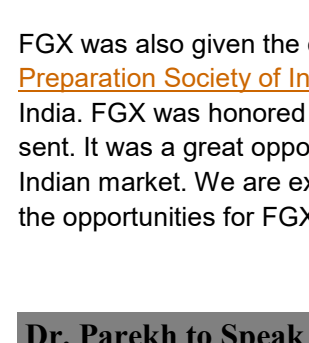 FGX was also given the
Preparation Society of In
India. FGX was honored
sent. It was a great oppo
Indian market. We are ex
the opportunities for FGX
Dr. Parekh to Speak